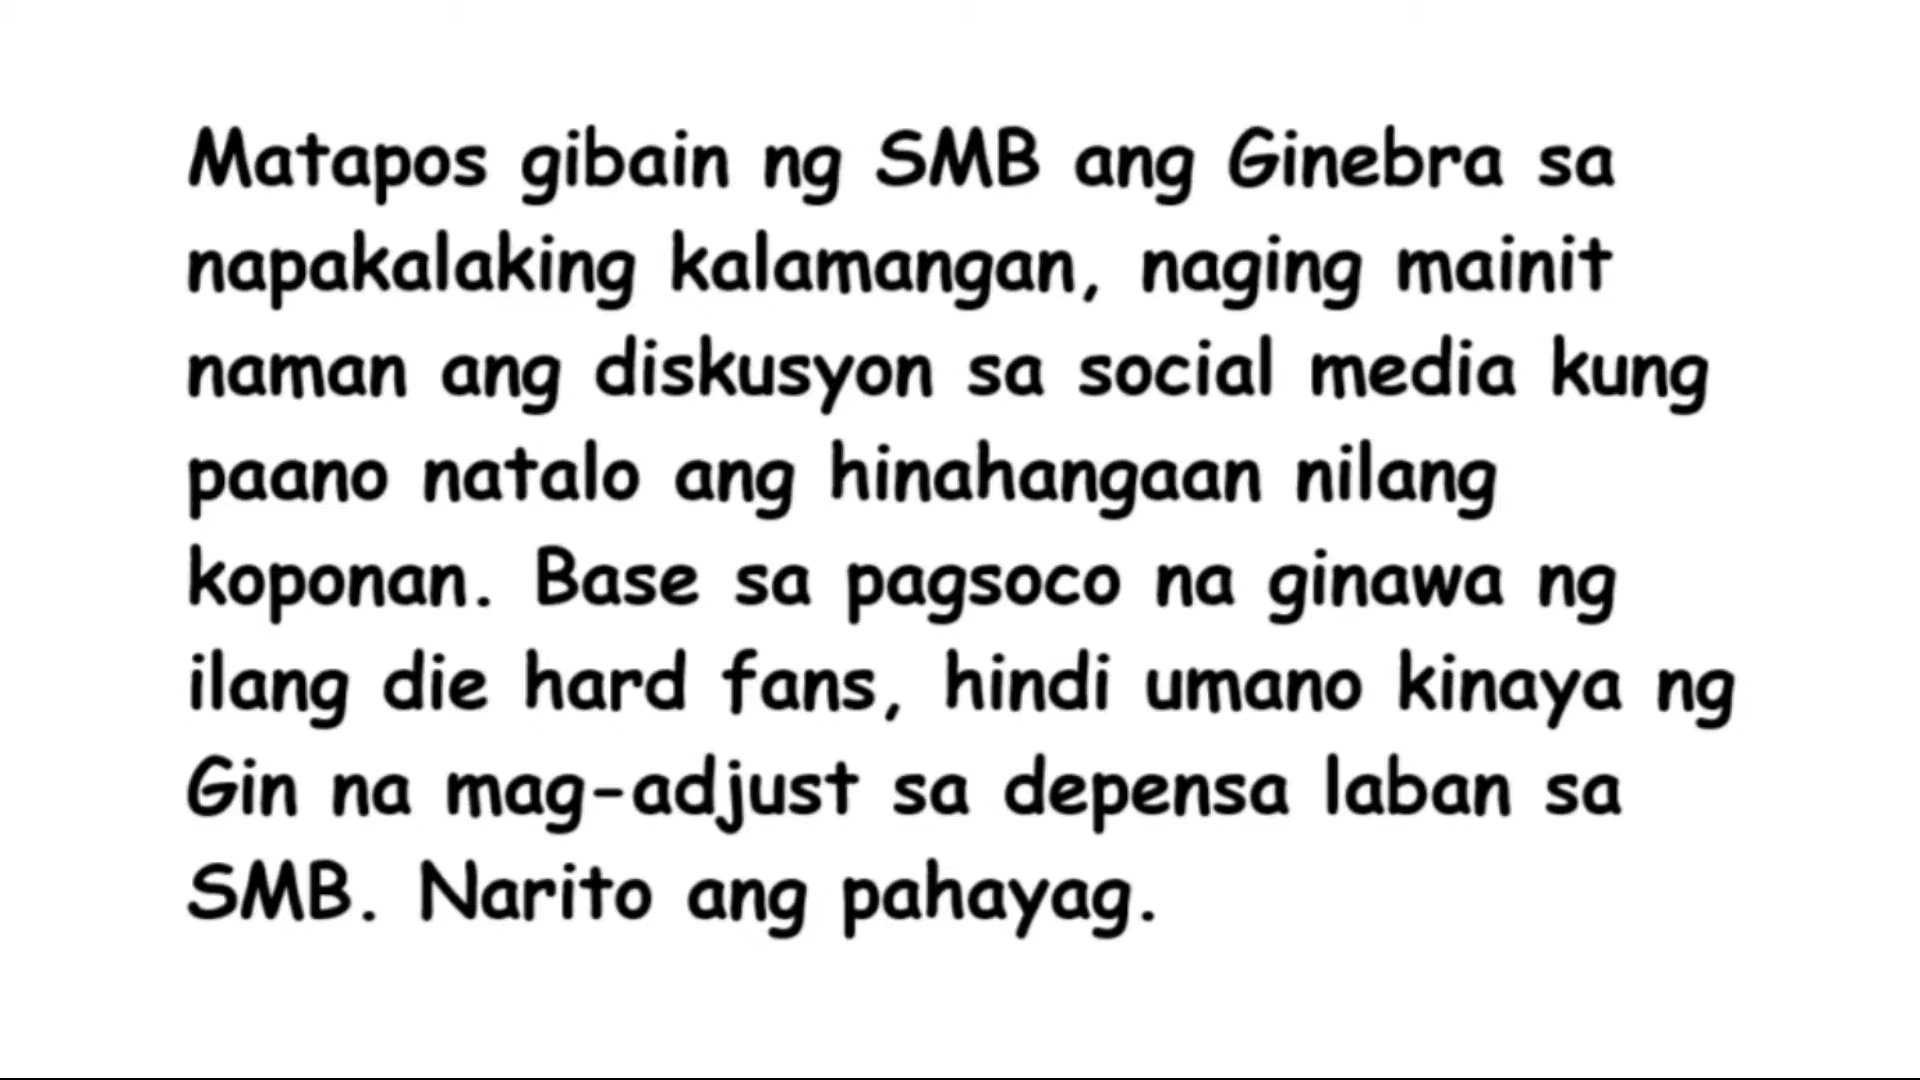 Matapos gibain ng SMB ang Ginebra sa
napakalaking kalamangan, naging mainit
naman ang diskusyon sa social media kung
paano natalo ang hinahangaan nilang
koponan. Base sa pagsoco na ginawa ng
ilang die hard fans, hindi umano kinaya ng
Gin na mag-adjust sa depensa laban sa
SMB. Narito ang pahayag.